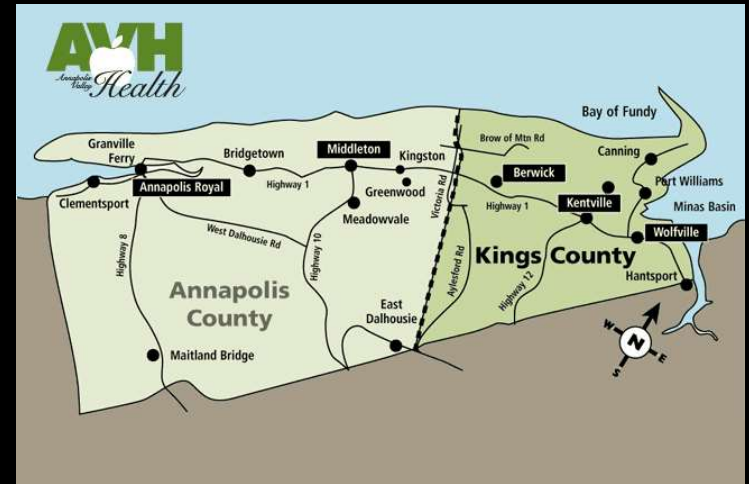 AVH
Annapolis
Valley
Health
Bay of Fundy
Granville
Ferry
Bridgetown
Middleton
Kingston
Brow of Mtn Rd
Canning
Berwick
Annapolis Royal
Highway 1
Greenwood
Victoria Rd
Port Williams
Clementsport
Meadowvale
Highway 1
Kentville
Minas Basin
West Dalhousie Rd
Wolfville
Highway 8
Highway 10
Aylesford Rd
Kings County
Highway 12
Hantsport
Annapolis
County
East
Dalhousie
Maitland Bridge
W
N
E
S